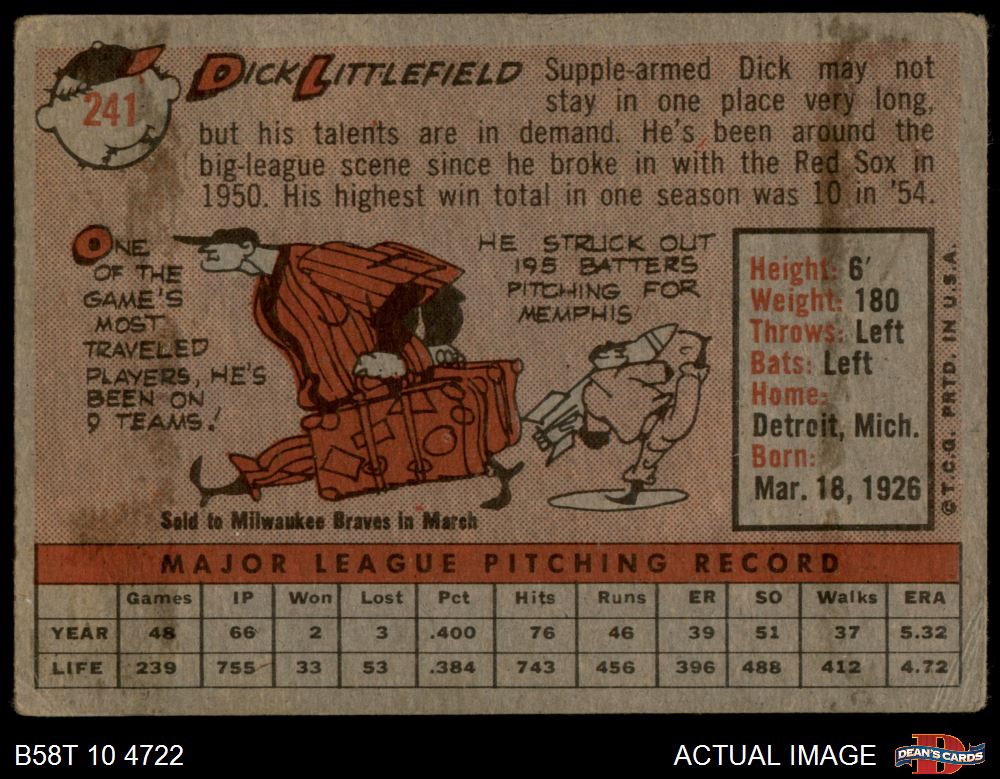 241
DICK LITTLEFIELD
Supple-armed Dick may not
stay in one place very long,
but his talents are in demand. He's been around the
big-league scene since he broke in with the Red Sox in
1950. His highest win total in one season was 10 in '54.
ONE
OF THE
GAME'S
MOST
TRAVELED
PLAYERS, HE'S
BEEN ON
9 TEAMS!
HE STRUCK OUT
195 BATTERS
PITCHING FOR
MEMPHIS
Sold to Milwaukee Braves in March
Height: 6'
Weight: 180
Throws: Left
Bats: Left
Home:
Detroit, Mich.
Born:
Mar. 18, 1926
© T.C.G. PRTD. IN U.S.A.
MAJOR LEAGUE PITCHING RECORD
Games IP Won Lost Pct Hits Runs ER SO Walks ERA
YEAR 48 66 2 3 .400 76 46 39 51 37 5.32
LIFE 239 755 33 53 .384 743 456 396 488 412 4.72
B58T 10 4722
ACTUAL IMAGE
D
DEAN'S CARDS